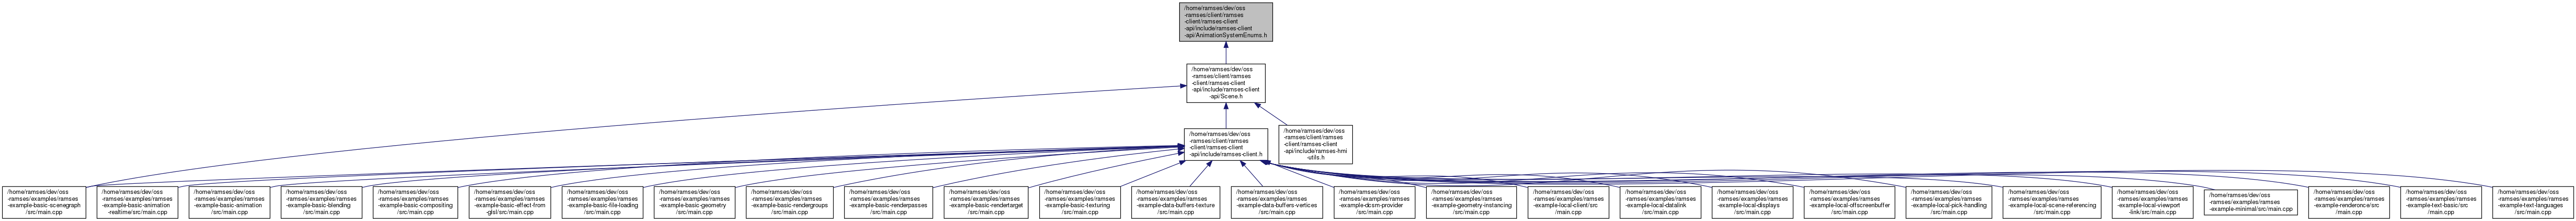 /home/ramses/dev/oss
-ramses/client/ramses
-client/ramses-client
-api/include/ramses-client
-api/AnimationSystemEnums.h
/home/ramses/dev/oss
-ramses/client/ramses
-client/ramses-client
-api/include/ramses-client
-api/Scene.h
/home/ramses/dev/oss
-ramses/client/ramses
-client/ramses-client
-api/include/ramses-client.h
/home/ramses/dev/oss
-ramses/client/ramses
-client/ramses-client
-api/include/ramses-hmi
-utils.h
/home/ramses/dev/oss
-ramses/examples/ramses
-example-basic-scenegraph
/src/main.cpp
/home/ramses/dev/oss
-ramses/examples/ramses
-example-basic-animation
-realtime/src/main.cpp
/home/ramses/dev/oss
-ramses/examples/ramses
-example-basic-animation
/src/main.cpp
/home/ramses/dev/oss
-ramses/examples/ramses
-example-basic-blending
/src/main.cpp
/home/ramses/dev/oss
-ramses/examples/ramses
-example-basic-compositing
/src/main.cpp
/home/ramses/dev/oss
-ramses/examples/ramses
-example-basic-effect-from
-glsl/src/main.cpp
/home/ramses/dev/oss
-ramses/examples/ramses
-example-basic-file-loading
/src/main.cpp
/home/ramses/dev/oss
-ramses/examples/ramses
-example-basic-geometry
/src/main.cpp
/home/ramses/dev/oss
-ramses/examples/ramses
-example-basic-rendergroups
/src/main.cpp
/home/ramses/dev/oss
-ramses/examples/ramses
-example-basic-renderpasses
/src/main.cpp
/home/ramses/dev/oss
-ramses/examples/ramses
-example-basic-rendertarget
/src/main.cpp
/home/ramses/dev/oss
-ramses/examples/ramses
-example-basic-texturing
/src/main.cpp
/home/ramses/dev/oss
-ramses/examples/ramses
-example-data-buffers-texture
/src/main.cpp
/home/ramses/dev/oss
-ramses/examples/ramses
-example-data-buffers-vertices
/src/main.cpp
/home/ramses/dev/oss
-ramses/examples/ramses
-example-dcsm-provider
/src/main.cpp
/home/ramses/dev/oss
-ramses/examples/ramses
-example-geometry-instancing
/src/main.cpp
/home/ramses/dev/oss
-ramses/examples/ramses
-example-local-client/src
/main.cpp
/home/ramses/dev/oss
-ramses/examples/ramses
-example-local-datalink
/src/main.cpp
/home/ramses/dev/oss
-ramses/examples/ramses
-example-local-displays
/src/main.cpp
/home/ramses/dev/oss
-ramses/examples/ramses
-example-local-offscreenbuffer
/src/main.cpp
/home/ramses/dev/oss
-ramses/examples/ramses
-example-local-pick-handling
/src/main.cpp
/home/ramses/dev/oss
-ramses/examples/ramses
-example-local-scene-referencing
/src/main.cpp
/home/ramses/dev/oss
-ramses/examples/ramses
-example-local-viewport
-link/src/main.cpp
/home/ramses/dev/oss
-ramses/examples/ramses
-example-minimal/src/main.cpp
/home/ramses/dev/oss
-ramses/examples/ramses
-example-renderonce/src
/main.cpp
/home/ramses/dev/oss
-ramses/examples/ramses
-example-text-basic/src
/main.cpp
/home/ramses/dev/oss
-ramses/examples/ramses
-example-text-languages
/src/main.cpp